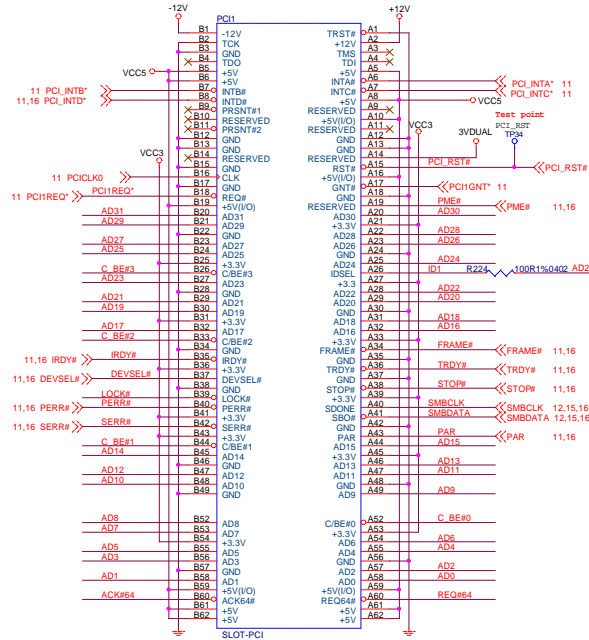 -12V +12V
PCI1
B1 -12V TRST# A1
B2 TCK +12V A2
B3 GND TMS A3
B4 TDO TDI A4
VCC5 B5 +5V +5V A5
B6 +5V INTA# A6 PCI_INTA* 11
11 PCI_INTB* B7 INTB# INTC# A7 PCI_INTC* 11
11,16 PCI_INTD* B8 INTD# +5V A8 VCC5
B9 PRSNT#1 RESERVED A9
B10 RESERVED +5V(I/O) A10
B11 PRSNT#2 RESERVED A11
Test point
PCI_RST
TP34
VCC3
3VDUAL
B12 GND GND A12
B13 GND GND A13
B14 RESERVED RESERVED A14
VCC3 B15 GND RST# A15 PCI_RST# PCI_RST#
11 PCICLK0 B16 CLK +5V(I/O) A16
B17 GND GNT# A17 PCI1GNT* 11
11 PCI1REQ* PCI1REQ* B18 REQ# GND A18
B19 +5V(I/O) RESERVED A19 PME# PME# 11,16
AD31 B20 AD31 AD30 A20 AD30
AD29 B21 AD29 +3.3V A21
B22 GND AD28 A22 AD28
AD27 B23 AD27 AD26 A23 AD26
AD25 B24 AD25 GND A24
B25 +3.3V AD24 A25 AD24
C_BE#3 B26 C/BE#3 IDSEL A26 ID1 R224 100R1%0402 AD2
AD23 B27 AD23 +3.3 A27
B28 GND AD22 A28 AD22
AD21 B29 AD21 AD20 A29 AD20
AD19 B30 AD19 GND A30
B31 +3.3V AD18 A31 AD18
AD17 B32 AD17 AD16 A32 AD16
C_BE#2 B33 C/BE#2 +3.3V A33
B34 GND FRAME# A34 FRAME# FRAME# 11,16
11,16 IRDY# IRDY# B35 IRDY# GND A35
B36 +3.3V TRDY# A36 TRDY# TRDY# 11,16
11,16 DEVSEL# DEVSEL# B37 DEVSEL# GND A37
B38 GND STOP# A38 STOP# STOP# 11,16
LOCK# B39 LOCK# +3.3V A39
11,16 PERR# PERR# B40 PERR# SDONE A40 SMBCLK SMBCLK 12,15,16
B41 +3.3V SBO# A41 SMBDATA SMBDATA 12,15,16
11,16 SERR# SERR# B42 SERR# GND A42
B43 +3.3V PAR A43 PAR PAR 11,16
C_BE#1 B44 C/BE#1 AD15 A44 AD15
AD14 B45 AD14 +3.3V A45
B46 GND AD13 A46 AD13
AD12 B47 AD12 AD11 A47 AD11
AD10 B48 AD10 GND A48
B49 GND AD9 A49 AD9
AD8 B52 AD8 C/BE#0 A52 C_BE#0
AD7 B53 AD7 +3.3V A53
B54 +3.3V AD6 A54 AD6
AD5 B55 AD5 AD4 A55 AD4
AD3 B56 AD3 GND A56
B57 GND AD2 A57 AD2
AD1 B58 AD1 AD0 A58 AD0
B59 +5V(I/O) +5V(I/O) A59
ACK#64 B60 ACK64# REQ64# A60 REQ#64
B61 +5V +5V A61
B62 +5V +5V A62
SLOT-PCI